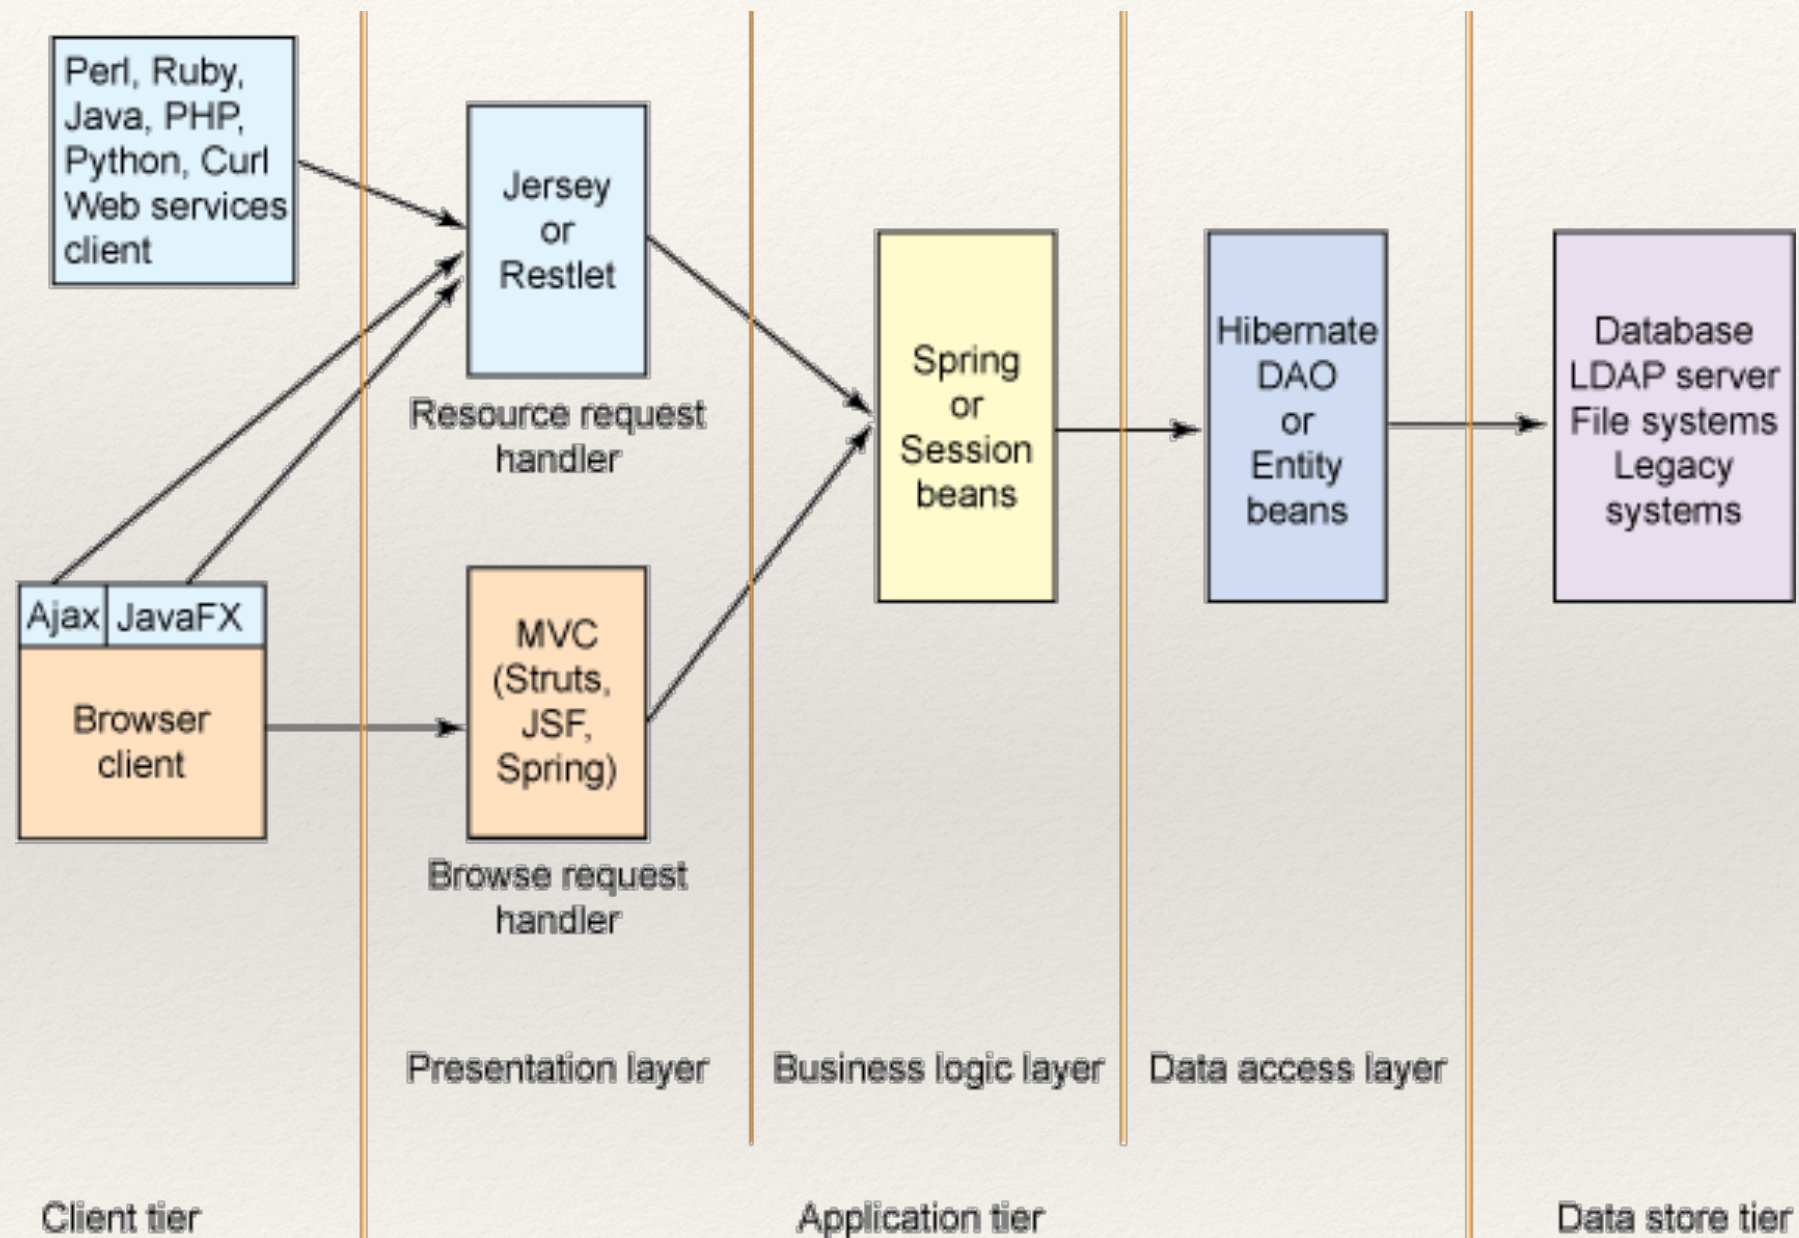 Perl, Ruby,
Java, PHP,
Python, Curl
Web services
client
Jersey
or
Restlet
Resource request
handler
Ajax
JavaFX
Browser
client
MVC
(Struts,
JSF,
Spring)
Browse request
handler
Spring
or
Session
beans
Hibernate
DAO
or
Entity
beans
Database
LDAP server
File systems
Legacy
systems
Presentation layer
Business logic layer
Data access layer
Client tier
Application tier
Data store tier